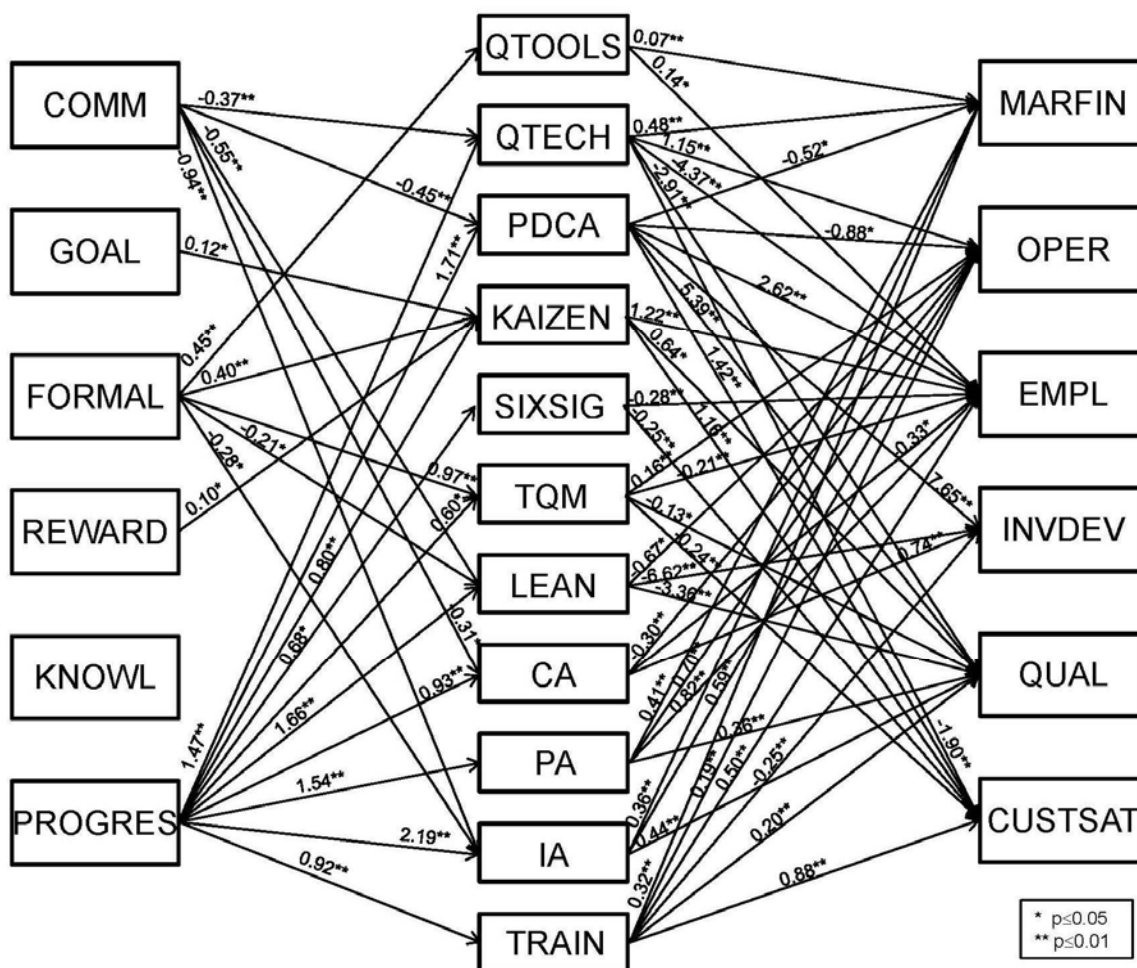 QTOOLS
COMM
MARFIN
QTECH
PDCA
GOAL
OPER
KAIZEN
FORMAL
SIXSIG
EMPL
TQM
REWARD
INVDEV
LEAN
KNOWL
CA
QUAL
PA
PROGRES
IA
CUSTSAT
TRAIN
-0.37**
-0.55**
-0.94**
-0.45**
0.12*
0.45**
0.40**
-0.21*
-0.28*
0.97**
0.10*
1.71**
0.60*
0.80**
0.68*
-0.31*
0.93**
1.66**
1.47**
1.54**
2.19**
0.92**
0.07**
0.14*
0.48**
1.15**
-4.37**
-2.91**
-0.52*
-0.88*
2.62**
5.39**
1.42**
1.22**
0.64*
1.16**
-0.28**
-0.25**
0.16**
-0.21**
-0.33*
7.65**
-0.13*
-0.24**
-0.67*
-6.62**
0.74**
-3.36**
-0.30**
0.70**
0.41**
0.82**
0.59**
0.36**
-1.90**
0.19**
0.50**
-0.25**
0.36**
0.44**
0.20**
0.32**
0.88**
* p≤0.05
** p≤0.01